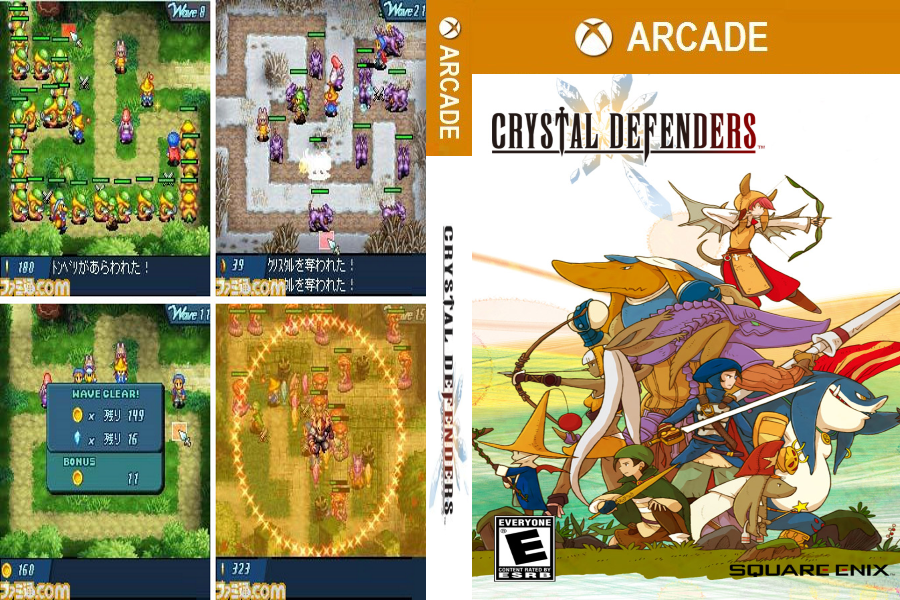 Wave 8
180
トンベリがあらわれた！
ファミ通.com
Wave 21
39
クリスタルを奪われた！
クリスタルを奪われた！
ファミ通.com
Wave 11
WAVE CLEAR!
x 残り 149
x 残り 16
BONUS
11
160
ファミ通.com
Wave 15
323
ファミ通.com
ARCADE
CRYSTAL DEFENDERS
ARCADE
CRYSTAL DEFENDERS™
EVERYONE
E
CONTENT RATED BY
ESRB
SQUARE ENIX